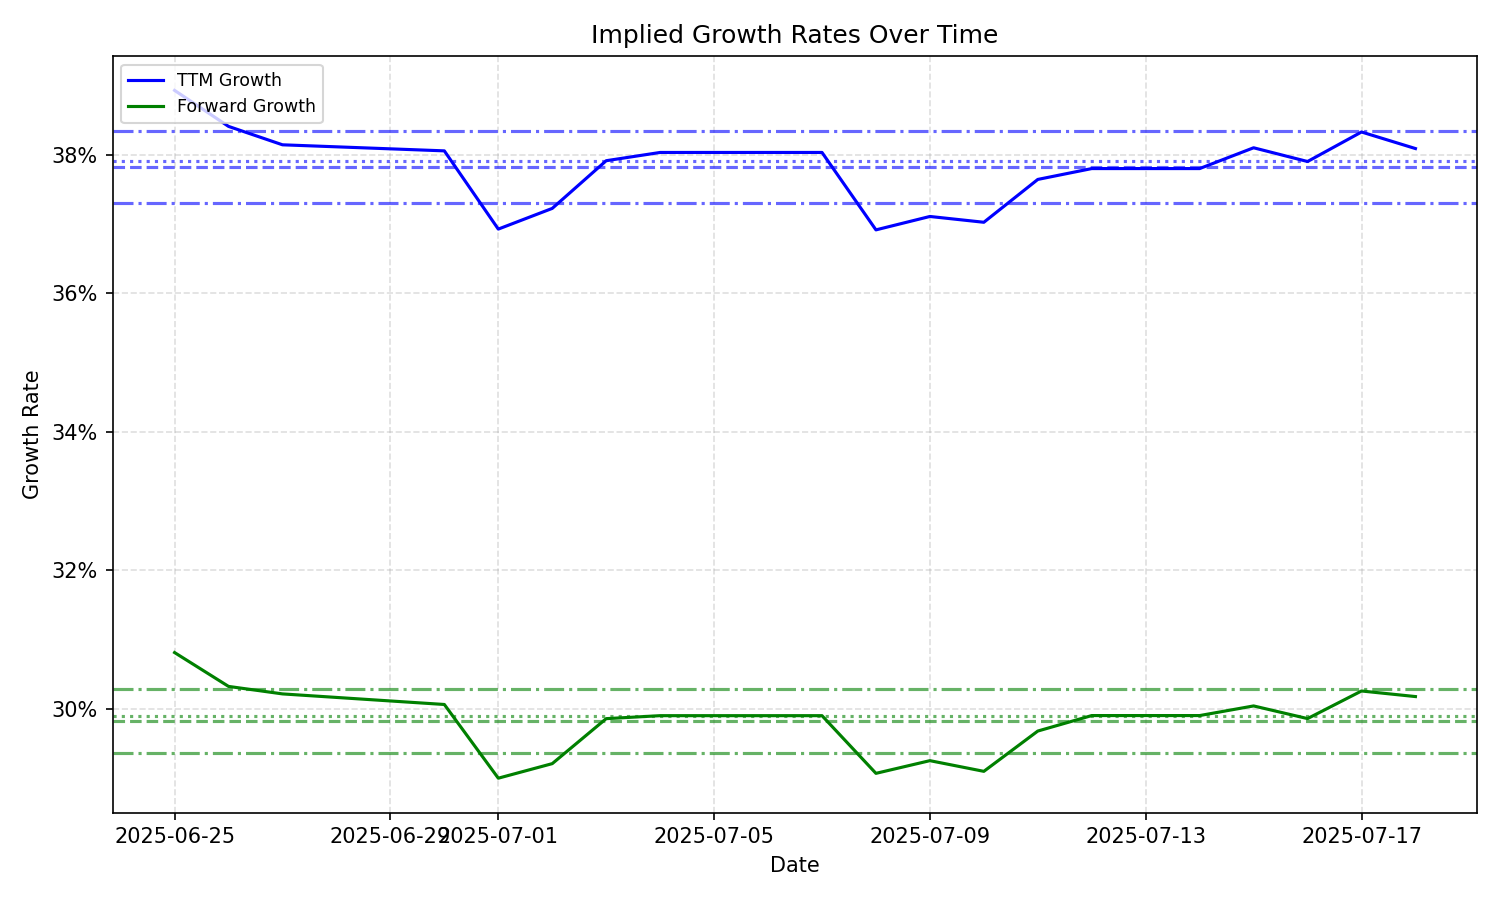 Implied Growth Rates Over Time
TTM Growth
Forward Growth
38%
36%
34%
32%
30%
Growth Rate
2025-06-25 2025-06-29 2025-07-01 2025-07-05 2025-07-09 2025-07-13 2025-07-17
Date